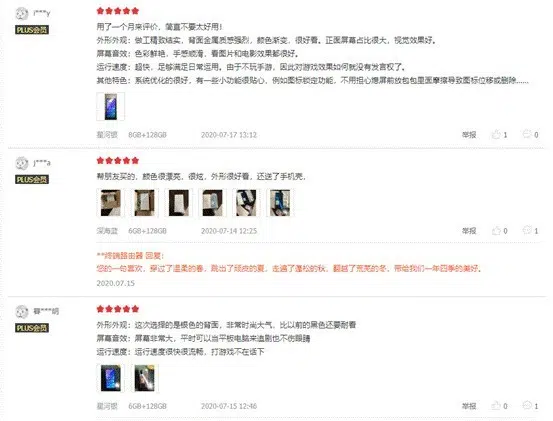 i***y
PLUS会员
用了一个月来评价，简直不要太好用！
外形外观：做工精致结实，背面金属质感强烈，颜色渐变，很好看。正面屏幕占比很大，视觉效果好。
屏幕音效：色彩鲜艳，手感顺滑，看图片和电影效果都很好。
运行速度：超快，足够满足日常运用。由于不玩手游，因此对游戏效果如何就没有发言权了。
其他特色：系统优化的很好，有一些小功能很贴心，例如图标锁定功能，不用担心熄屏前放包包里面摩擦导致图标位移或删除……
星河银 8GB+128GB 2020-07-17 13:12 举报 1 0
j***a
PLUS会员
帮朋友买的，颜色很漂亮，很炫，外形很好看，还送了手机壳，
深海蓝 6GB+128GB 2020-07-14 12:25 举报 0 1
**终端路由器 回复：
您的一句喜欢，穿过了温柔的春，跳出了顽皮的夏，走遍了蓬松的秋，翻越了荒芜的冬，带给我们一年四季的美好。
2020.07.15
春***明
PLUS会员
外形外观：这次选择的是银色的背面，非常时尚大气，比以前的黑色还要耐看
屏幕音效：屏幕非常大，平时可以当平板电脑来追剧也不伤眼睛
运行速度：运行速度很快很流畅，打游戏不在话下
星河银 6GB+128GB 2020-07-15 12:46 举报 0 1